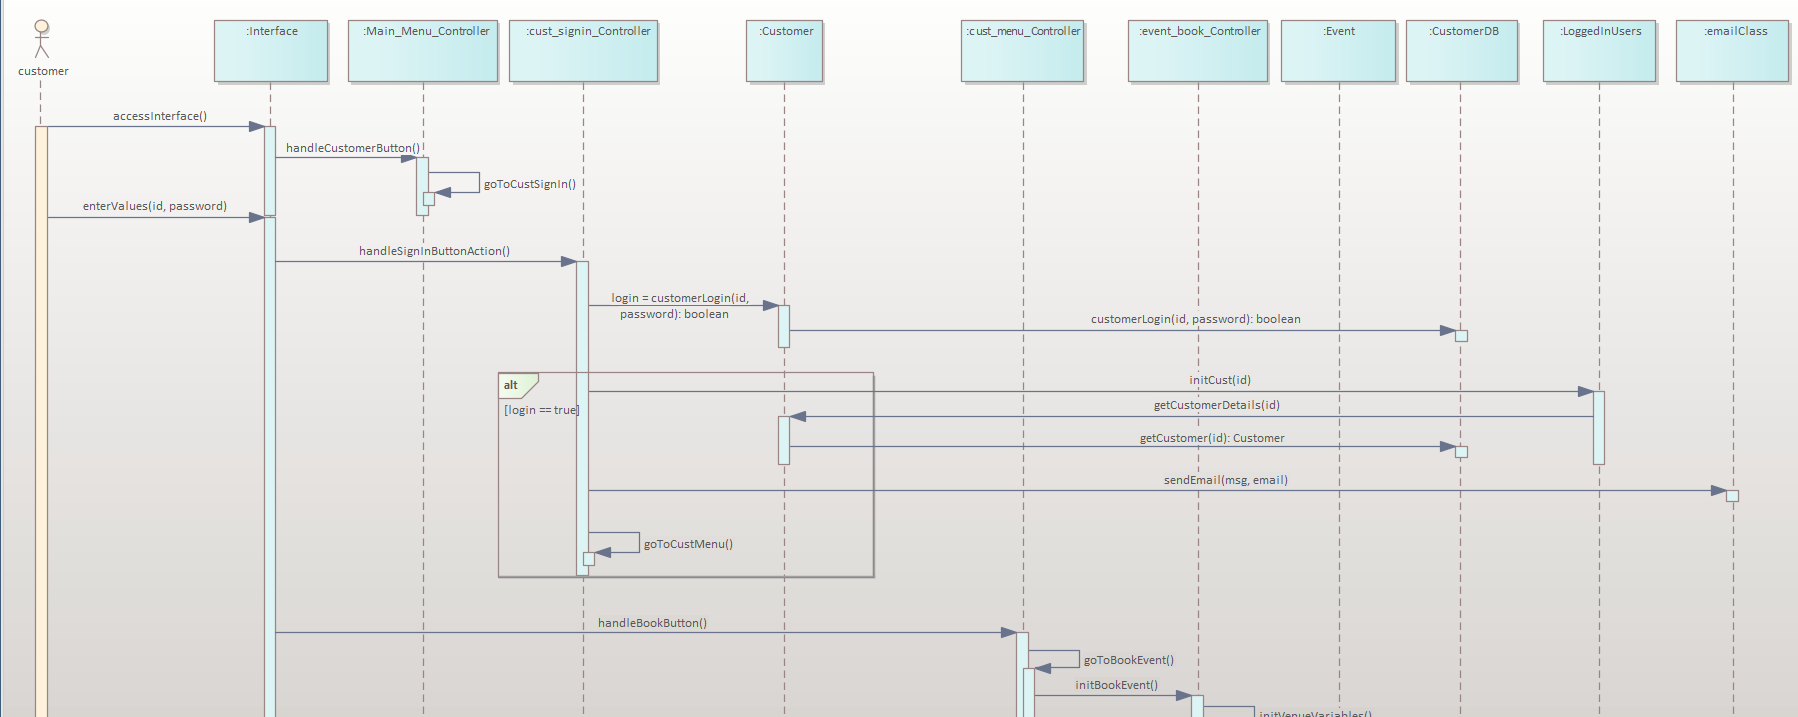 customer
:Interface
:Main_Menu_Controller
:cust_signin_Controller
:Customer
:cust_menu_Controller
:event_book_Controller
:Event
:CustomerDB
:LoggedInUsers
:emailClass
accessInterface()
handleCustomerButton()
goToCustSignIn()
enterValues(id, password)
handleSignInButtonAction()
login = customerLogin(id,
password): boolean
customerLogin(id, password): boolean
alt
[login == true]
initCust(id)
getCustomerDetails(id)
getCustomer(id): Customer
sendEmail(msg, email)
goToCustMenu()
handleBookButton()
goToBookEvent()
initBookEvent()
initVenueVariables()